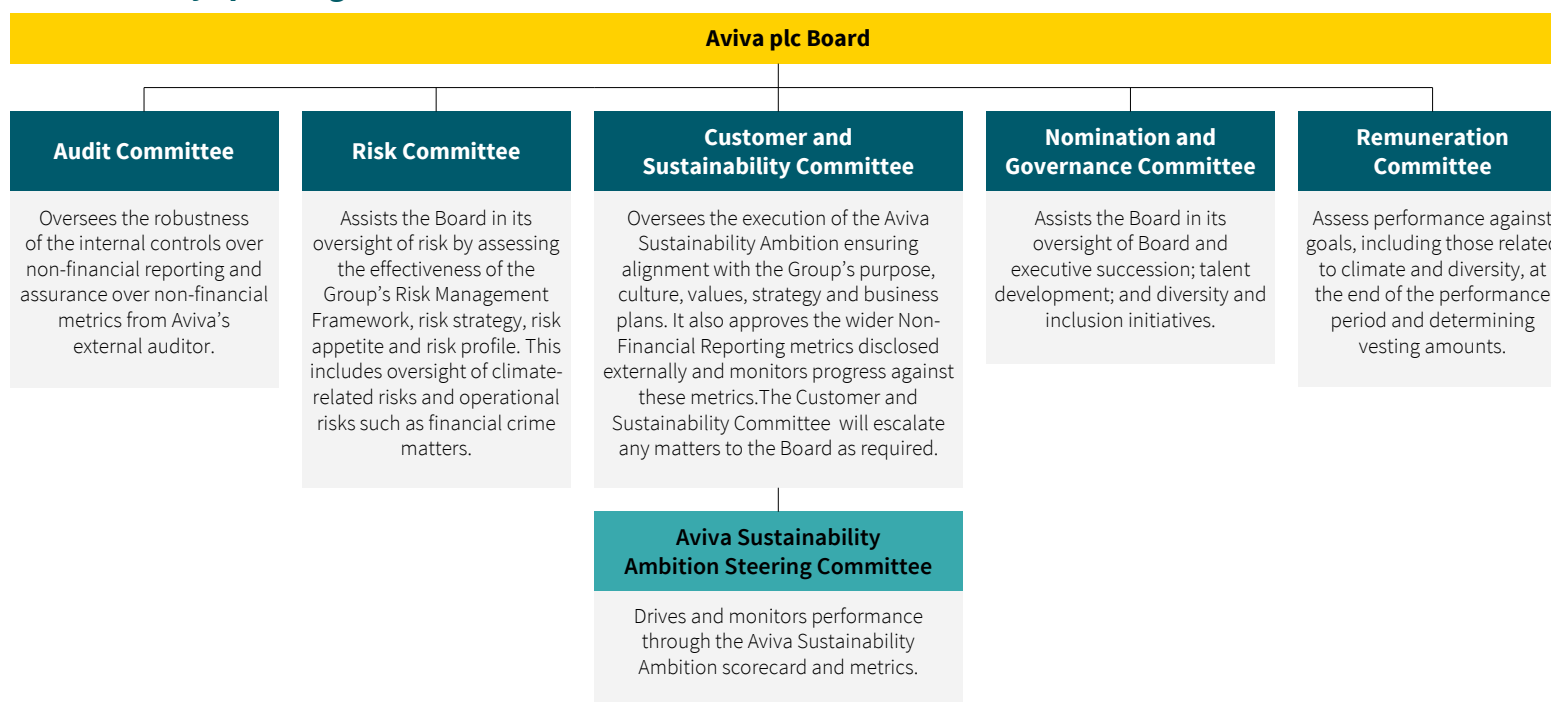 Aviva plc Board
Audit Committee
Oversees the robustness
of the internal controls over
non-financial reporting and
assurance over non-financial
metrics from Aviva's
external auditor.
Risk Committee
Assists the Board in its
oversight of risk by assessing
the effectiveness of the
Group's Risk Management
Framework, risk strategy, risk
appetite and risk profile. This
includes oversight of climate-
related risks and operational
risks such as financial crime
matters.
Customer and
Sustainability Committee
Oversees the execution of the Aviva
Sustainability Ambition ensuring
alignment with the Group's purpose,
culture, values, strategy and business
plans. It also approves the wider Non-
Financial Reporting metrics disclosed
externally and monitors progress against
these metrics.The Customer and
Sustainability Committee will escalate
any matters to the Board as required.
Aviva Sustainability
Ambition Steering Committee
Drives and monitors performance
through the Aviva Sustainability
Ambition scorecard and metrics.
Nomination and
Governance Committee
Assists the Board in its
oversight of Board and
executive succession; talent
development; and diversity and
inclusion initiatives.
Remuneration
Committee
Assess performance against
goals, including those related
to climate and diversity, at
the end of the performance
period and determining
vesting amounts.